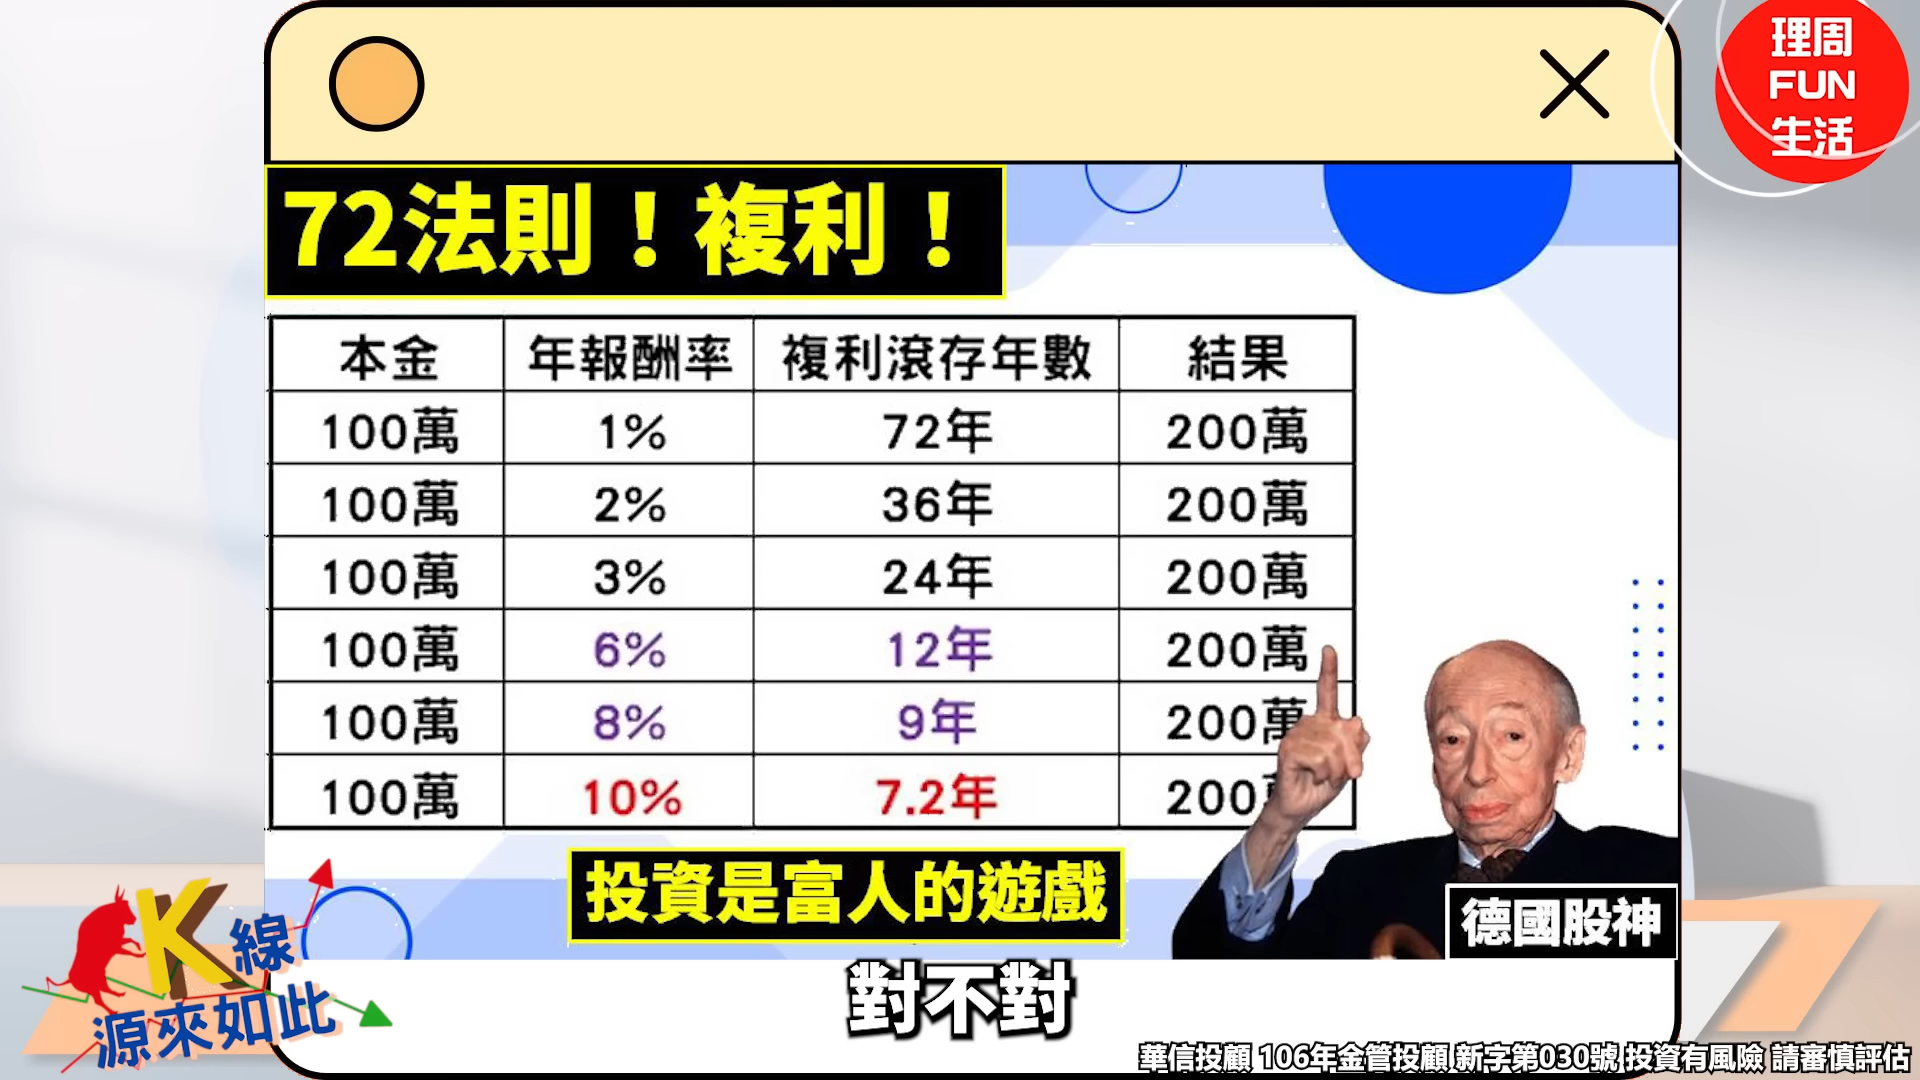 理周
FUN
生活
72法則！複利！
本金 年報酬率 複利滾存年數 結果
100萬 1% 72年 200萬
100萬 2% 36年 200萬
100萬 3% 24年 200萬
100萬 6% 12年 200萬
100萬 8% 9年 200萬
100萬 10% 7.2年 200
投資是富人的遊戲
德國股神
K線
源來如此
對不對
華信投顧 106年金管投顧 新字第030號 投資有風險 請審慎評估